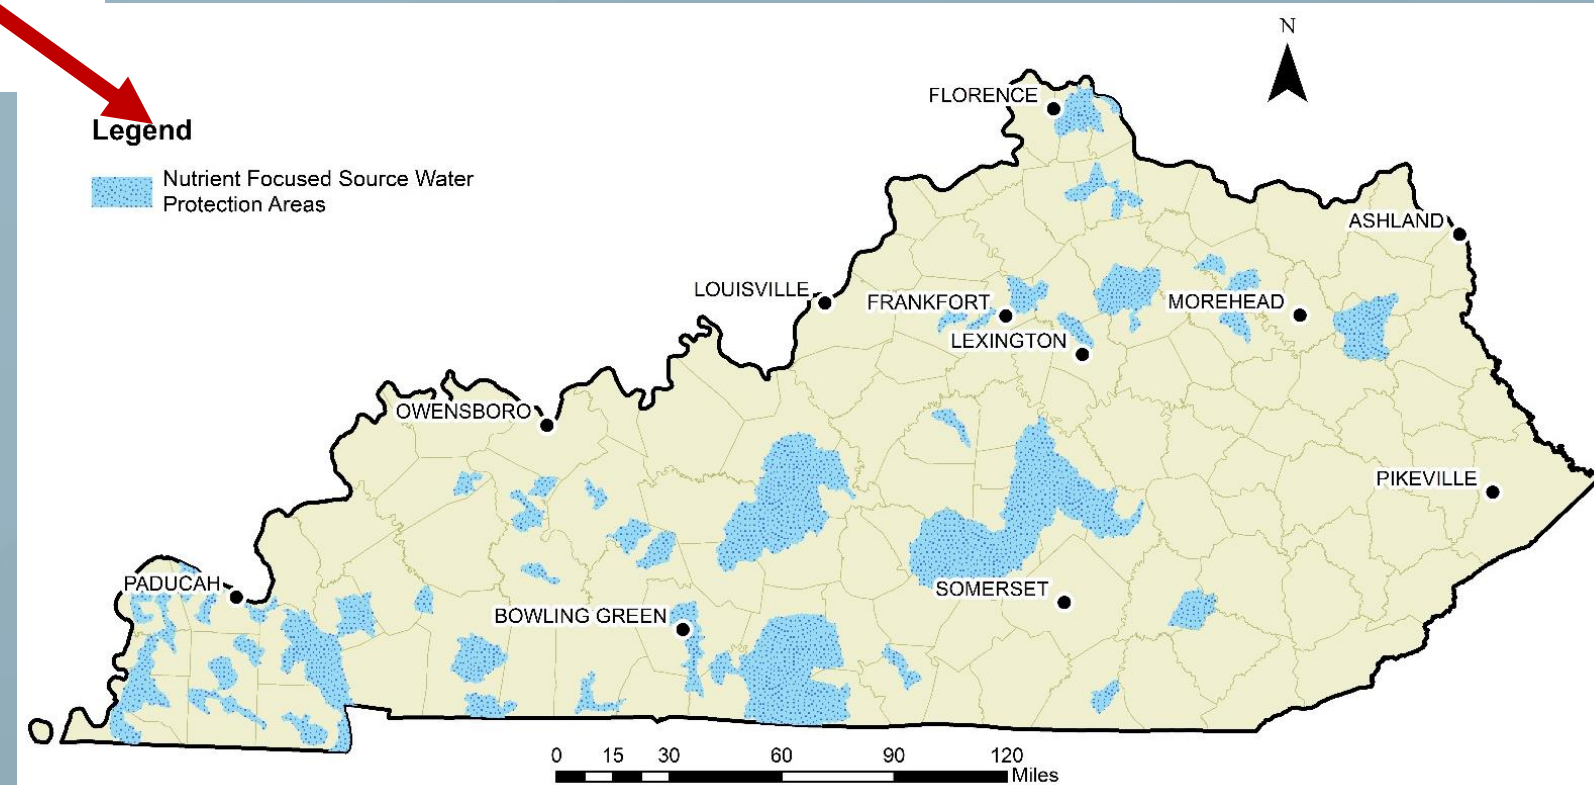 N
FLORENCE
Legend
Nutrient Focused Source Water
Protection Areas
ASHLAND
LOUISVILLE
FRANKFORT
MOREHEAD
LEXINGTON
OWENSBORO
PIKEVILLE
PADUCAH
SOMERSET
BOWLING GREEN
0 15 30 60 90 120
Miles